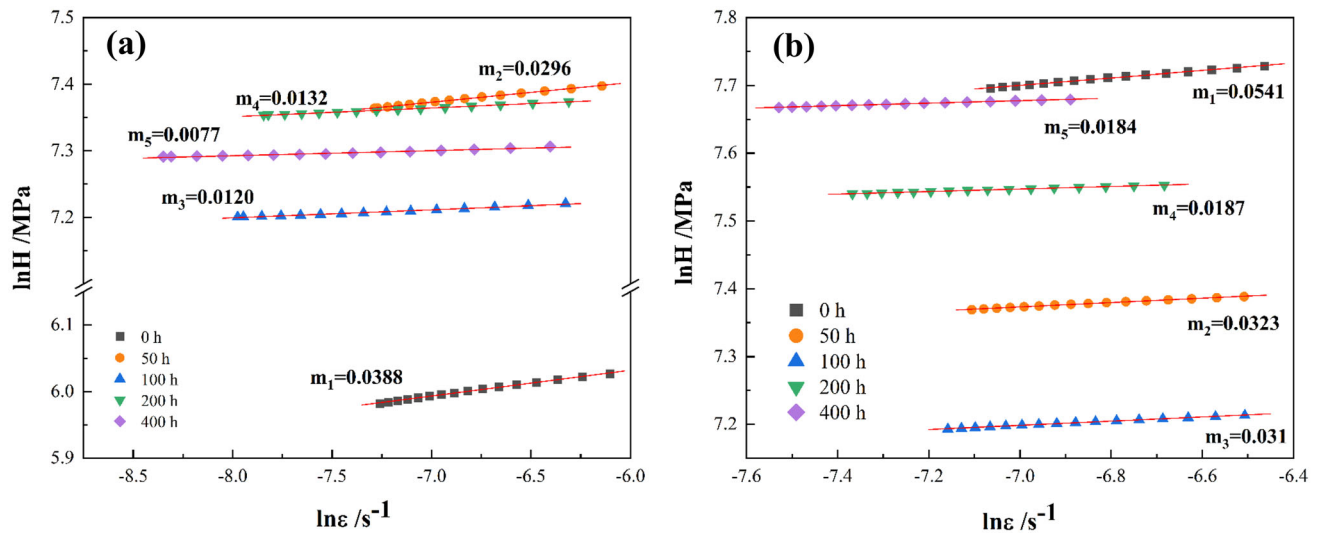 (a)
7.5
7.4
7.3
7.2
6.1
6.0
5.9
lnH /MPa
m2=0.0296
m4=0.0132
m5=0.0077
m3=0.0120
m1=0.0388
0 h
50 h
100 h
200 h
400 h
-8.5
-8.0
-7.5
-7.0
-6.5
-6.0
lnε /s-1
(b)
7.8
7.7
7.6
7.5
7.4
7.3
7.2
lnH /MPa
m1=0.0541
m5=0.0184
m4=0.0187
m2=0.0323
m3=0.031
0 h
50 h
100 h
200 h
400 h
-7.6
-7.4
-7.2
-7.0
-6.8
-6.6
-6.4
lnε /s-1